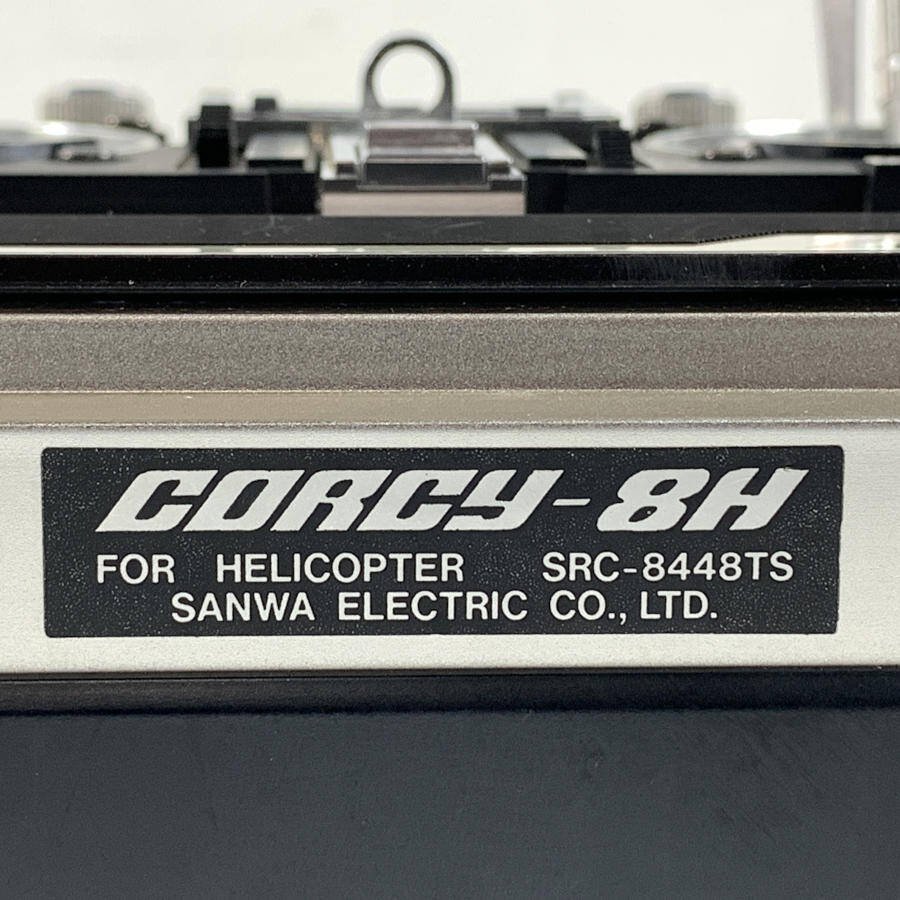 CORCY-8H
FOR HELICOPTER SRC-8448TS
SANWA ELECTRIC CO., LTD.